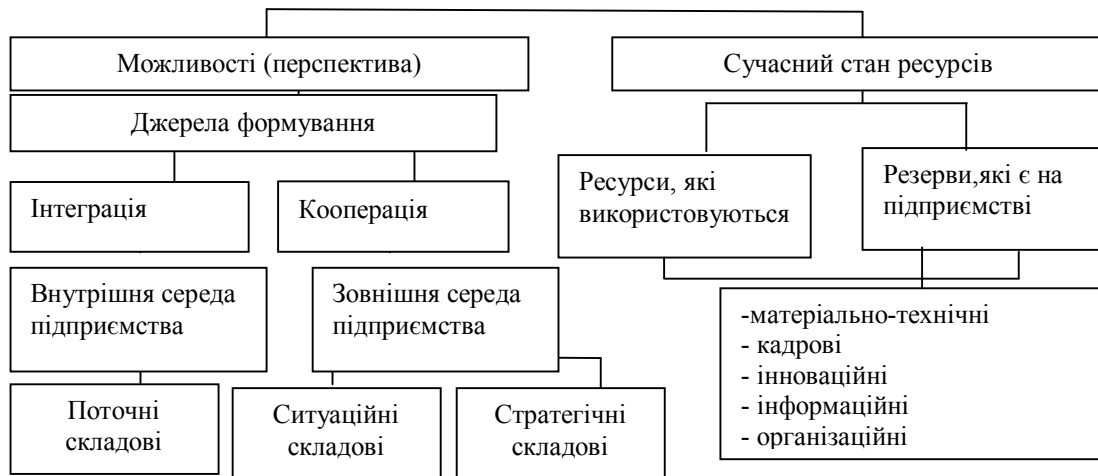 Можливості (перспектива)
Сучасний стан ресурсів
Джерела формування
Інтеграція
Кооперація
Ресурси, які
використовуються
Резерви,які є на
підприємстві
Внутрішня середа
підприємства
Зовнішня середа
підприємства
-матеріально-технічні
- кадрові
- інноваційні
- інформаційні
- організаційні
Поточні
складові
Ситуаційні
складові
Стратегічні
складові